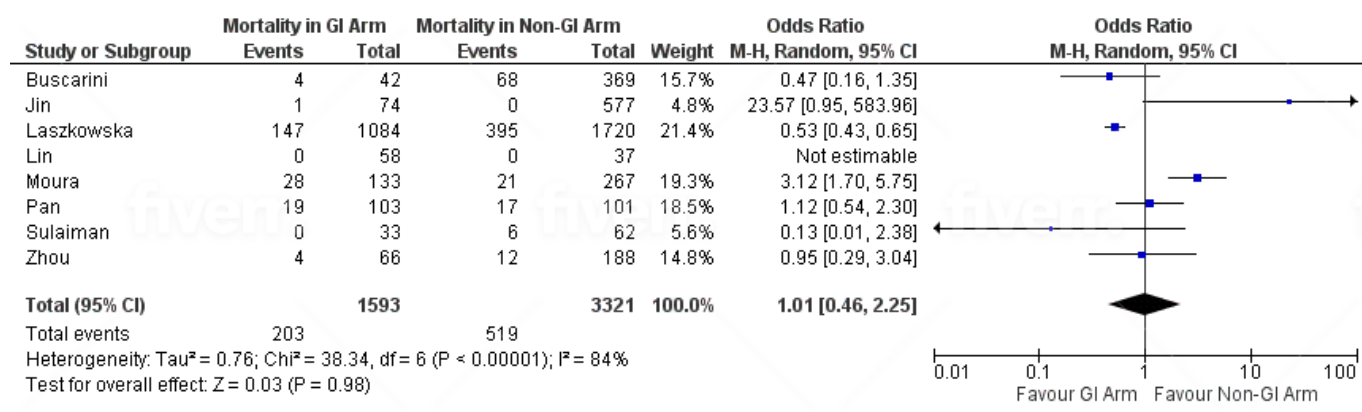 Mortality in GI Arm Mortality in Non-GI Arm Odds Ratio Odds Ratio
Study or Subgroup Events Total Events Total Weight M-H, Random, 95% CI M-H, Random, 95% CI
Buscarini 4 42 68 369 15.7% 0.47 [0.16, 1.35]
Jin 1 74 0 577 4.8% 23.57 [0.95, 583.96]
Laszkowska 147 1084 395 1720 21.4% 0.53 [0.43, 0.65]
Lin 0 58 0 37 Not estimable
Moura 28 133 21 267 19.3% 3.12 [1.70, 5.75]
Pan 19 103 17 101 18.5% 1.12 [0.54, 2.30]
fiverr. fiverr. fiverr.
Sulaiman 0 33 6 62 5.6% 0.13 [0.01, 2.38]
Zhou 4 66 12 188 14.8% 0.95 [0.29, 3.04]
Total (95% CI) 1593 3321 100.0% 1.01 [0.46, 2.25]
Total events 203 519
Heterogeneity: Tau² = 0.76; Chi² = 38.34, df = 6 (P < 0.00001); I² = 84%
Test for overall effect: Z = 0.03 (P = 0.98)
0.01 0.1 1 10 100
Favour GI Arm Favour Non-GI Arm